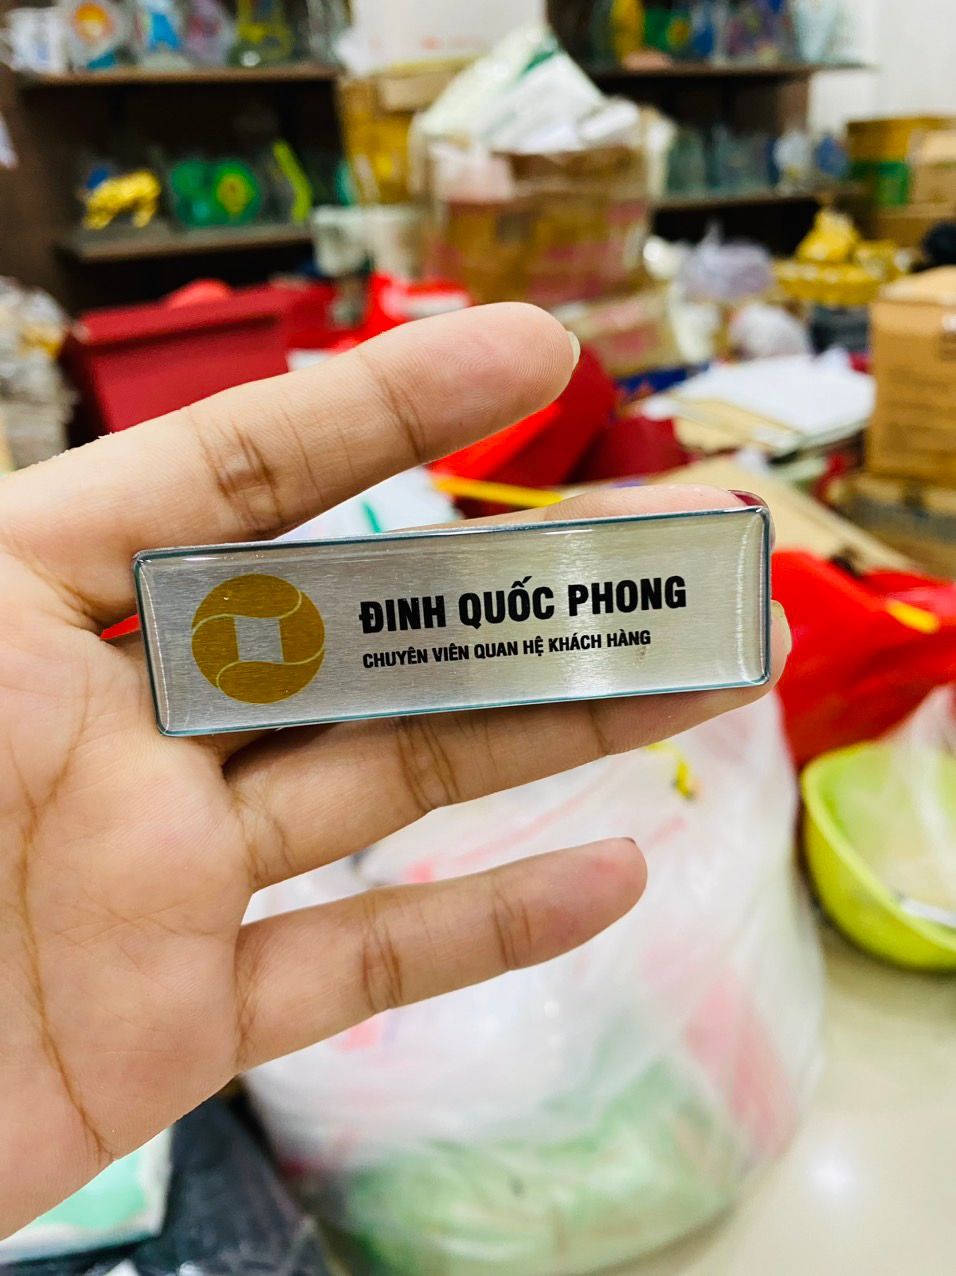 ĐINH QUỐC PHONG
CHUYÊN VIÊN QUAN HỆ KHÁCH HÀNG